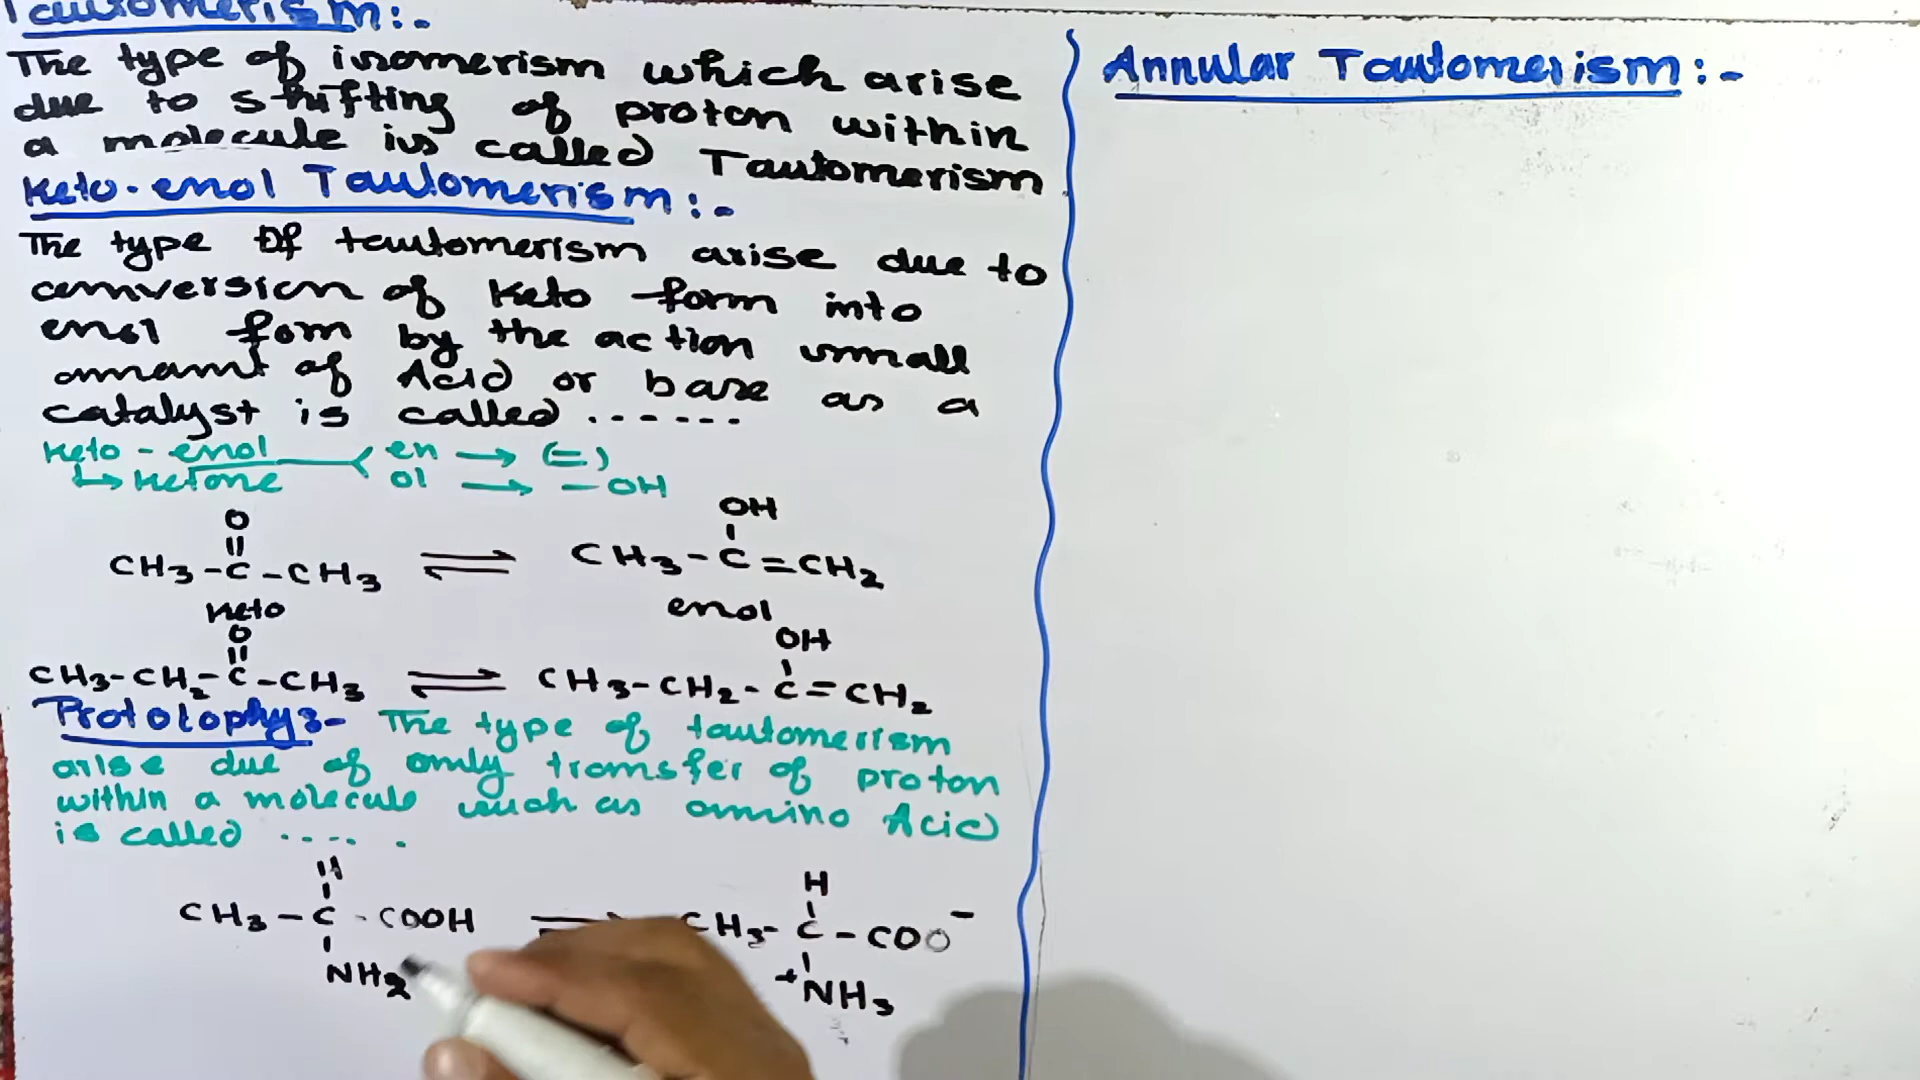 Tautomerism:-
The type of isomerism which arise
due to shifting of proton within
a molecule is called Tautomerism
Keto-enol Tautomerism:-
The type Of tautomerism arise due to
conversion of Keto form into
enol form by the action small
amamt of Acid or base as a
catalyst is called ......
Keto - enol en → (=)
↳ Ketone ol → -OH
O
||
CH3-C-CH3 ⇌
Keto
OH
|
CH3-C=CH2
enol
O
||
CH3-CH2-C-CH3 ⇌
OH
|
CH3-CH2-C=CH2
Prototophy:- The type of tautomerism
arise due of only transfer of proton
within a molecule such as amino Acid
is called .....
H
|
CH3-C-COOH
|
NH2
H
|
CH3-C-COO-
|
+NH3
Annular Tautomerism:-